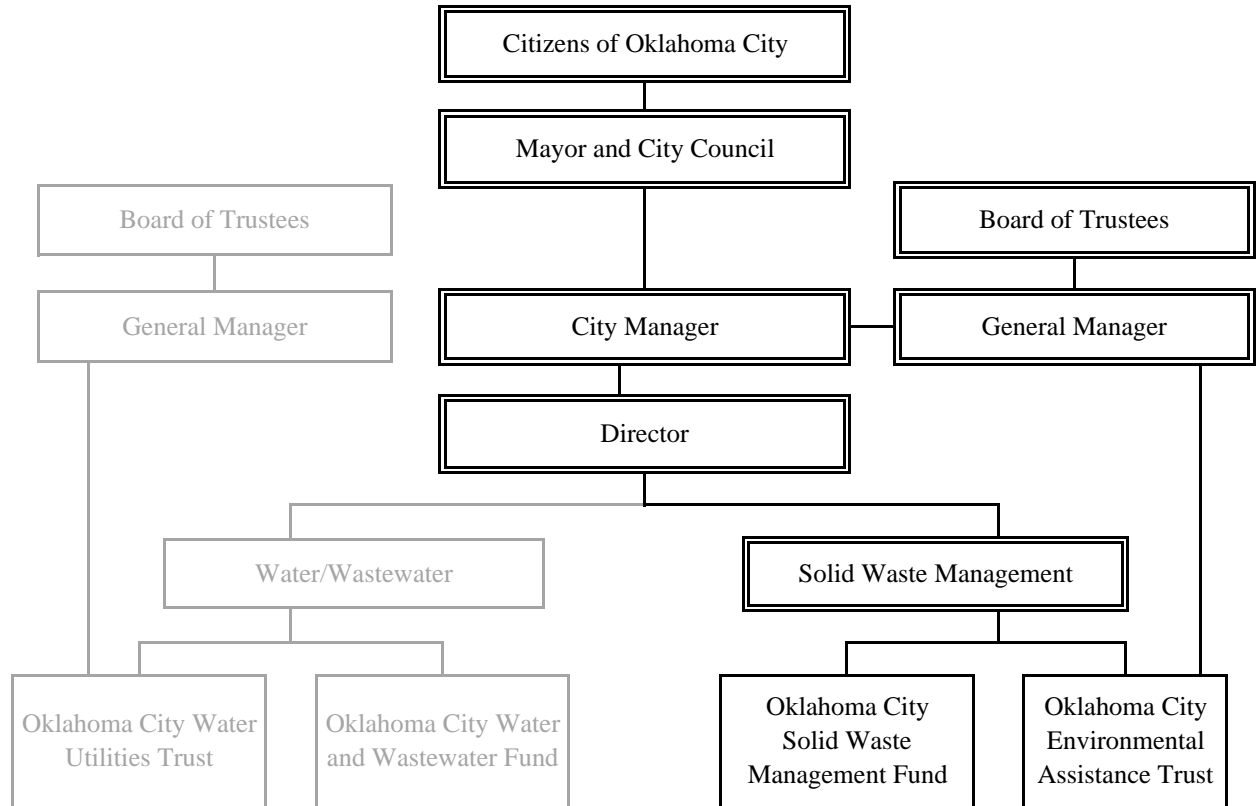 Citizens of Oklahoma City
Mayor and City Council
Board of Trustees
Board of Trustees
General Manager
City Manager
General Manager
Director
Water/Wastewater
Solid Waste Management
Oklahoma City Water
Utilities Trust
Oklahoma City Water
and Wastewater Fund
Oklahoma City
Solid Waste
Management Fund
Oklahoma City
Environmental
Assistance Trust